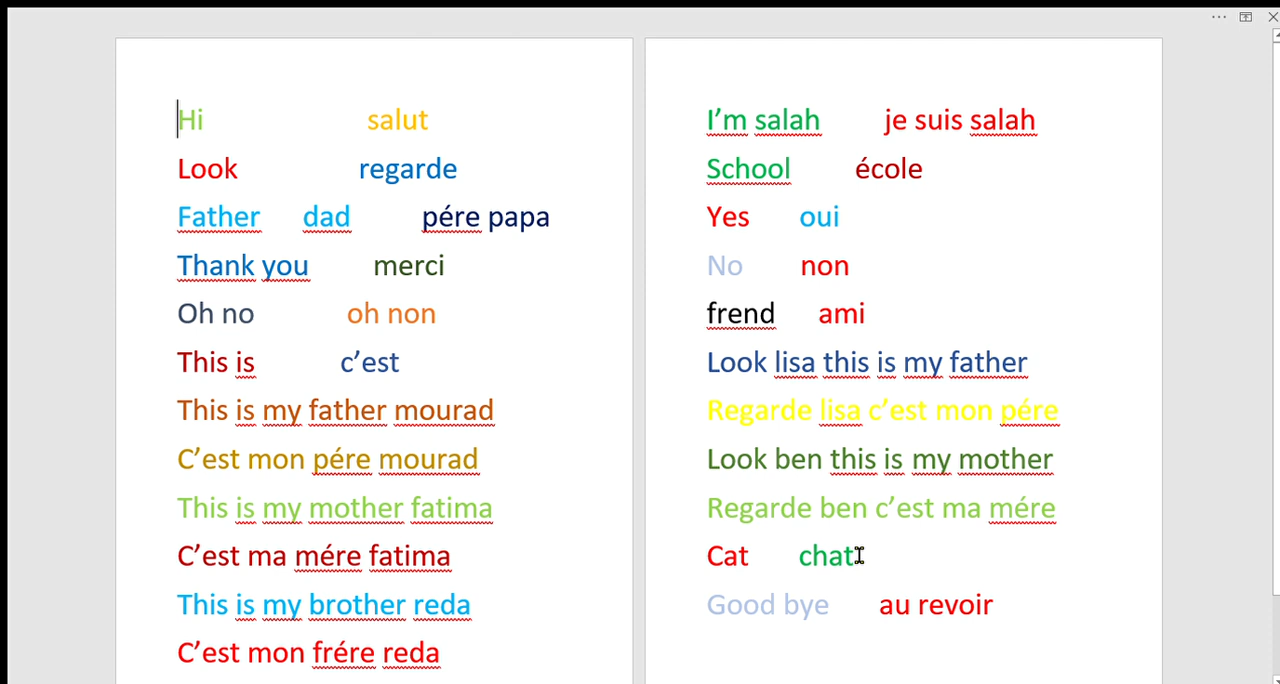 Hi salut
Look regarde
Father dad pére papa
Thank you merci
Oh no oh non
This is c’est
This is my father mourad
C’est mon pére mourad
This is my mother fatima
C’est ma mére fatima
This is my brother reda
C’est mon frére reda
I’m salah je suis salah
School école
Yes oui
No non
frend ami
Look lisa this is my father
Regarde lisa c’est mon pére
Look ben this is my mother
Regarde ben c’est ma mére
Cat chat
Good bye au revoir